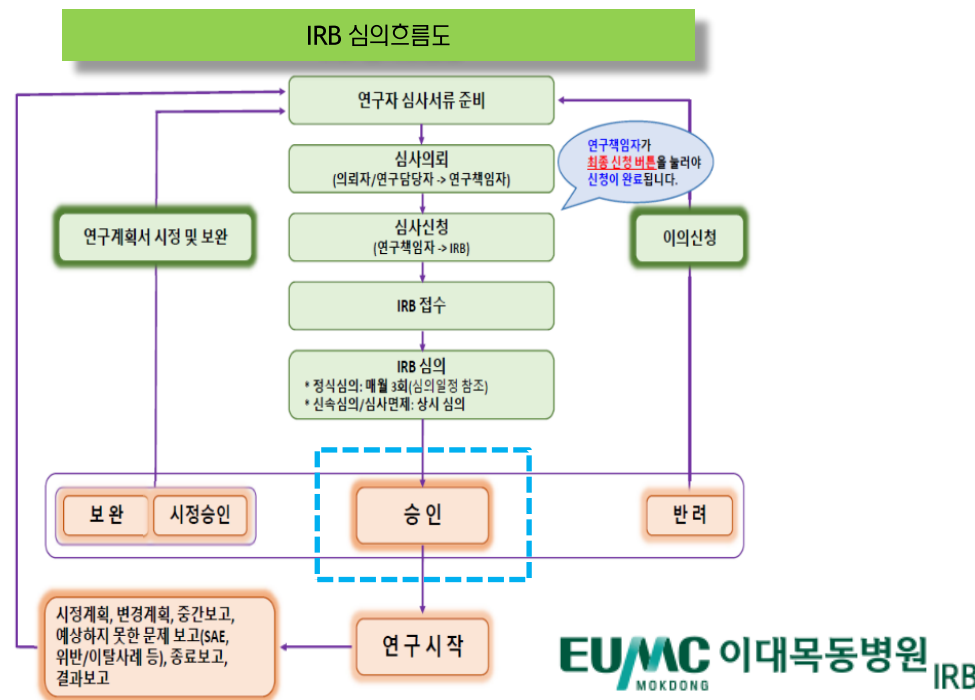 IRB 심의흐름도
연구자 심사서류 준비
심사의뢰
(의뢰자/연구담당자 -> 연구책임자)
연구책임자가
최종 신청 버튼을 눌러야
신청이 완료됩니다.
연구계획서 시정 및 보완
심사신청
(연구책임자 -> IRB)
이의신청
IRB 접수
IRB 심의
* 정식심의: 매월 3회(심의일정 참조)
* 신속심의/심사면제: 상시 심의
보 완
시정승인
승 인
반 려
시정계획, 변경계획, 중간보고,
예상하지 못한 문제 보고(SAE,
위반/이탈사례 등), 종료보고,
결과보고
연구시작
EUMC 이대목동병원 IRB
MOKDONG